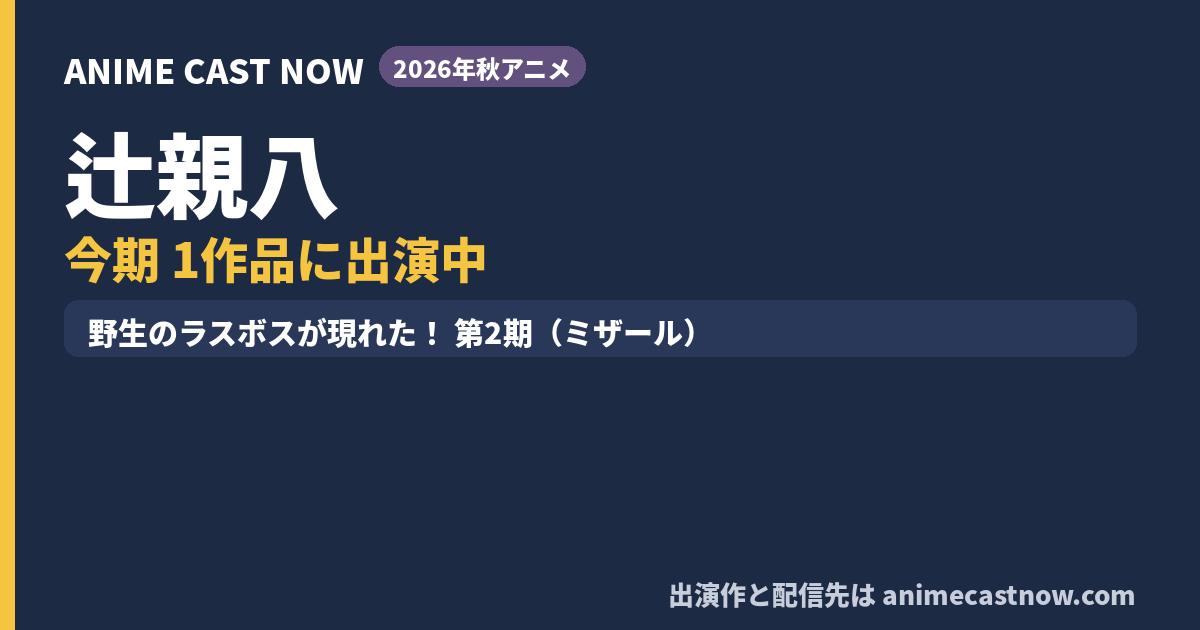 ANIME CAST NOW 2026年秋アニメ
辻親八
今期 1作品に出演中
野生のラスボスが現れた! 第2期(ミザール)
出演作と配信先は animecastnow.com